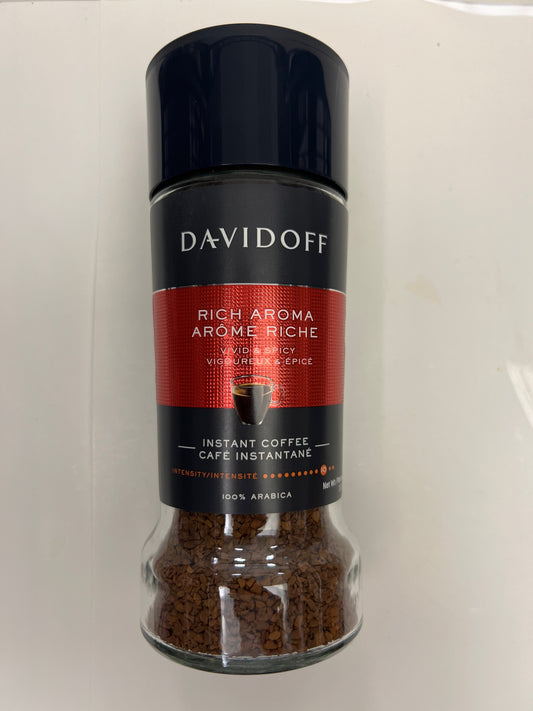 DAVIDOFF
RICH AROMA
ARÔME RICHE
VIVID & SPICY
VIGOUREUX & ÉPICÉ
INSTANT COFFEE
CAFÉ INSTANTANÉ
INTENSITY/INTENSITÉ
Net Wt
100% ARABICA